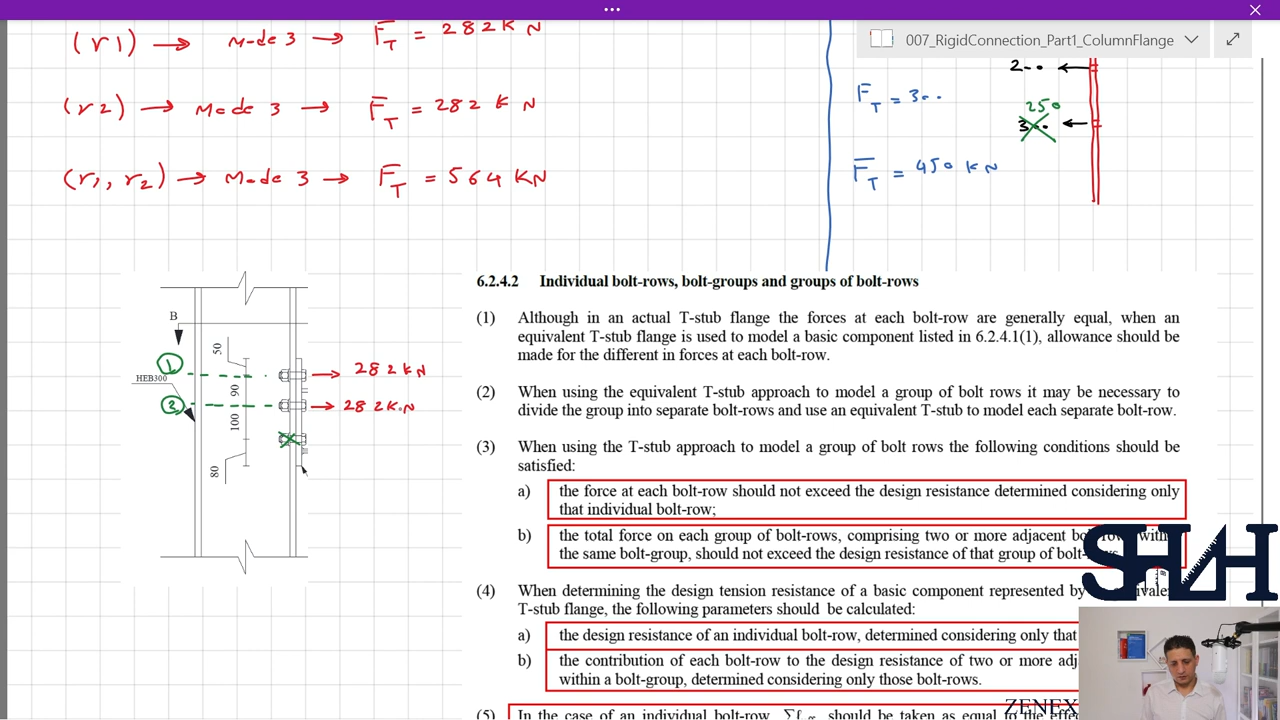 (r1) → Mode 3 → FT = 282 KN
(r2) → Mode 3 → FT = 282 KN
(r1, r2) → Mode 3 → FT = 564 KN
007_RigidConnection_Part1_ColumnFlange
2..
FT = 300
250
3..
FT = 450 KN
B
50
1
HEB300
90
282KN
2
100
282KN
80
6.2.4.2 Individual bolt-rows, bolt-groups and groups of bolt-rows
(1) Although in an actual T-stub flange the forces at each bolt-row are generally equal, when an
equivalent T-stub flange is used to model a basic component listed in 6.2.4.1(1), allowance should be
made for the different in forces at each bolt-row.
(2) When using the equivalent T-stub approach to model a group of bolt rows it may be necessary to
divide the group into separate bolt-rows and use an equivalent T-stub to model each separate bolt-row.
(3) When using the T-stub approach to model a group of bolt rows the following conditions should be
satisfied:
a) the force at each bolt-row should not exceed the design resistance determined considering only
that individual bolt-row;
b) the total force on each group of bolt-rows, comprising two or more adjacent
the same bolt-group, should not exceed the design resistance of that group of
(4) When determining the design tension resistance of a basic component represented by
T-stub flange, the following parameters should be calculated:
a) the design resistance of an individual bolt-row, determined considering only that
b) the contribution of each bolt-row to the design resistance of two or more
within a bolt-group, determined considering only those bolt-rows.
(5) In the case of an individual bolt-row should be taken as equal to the
ZENEX